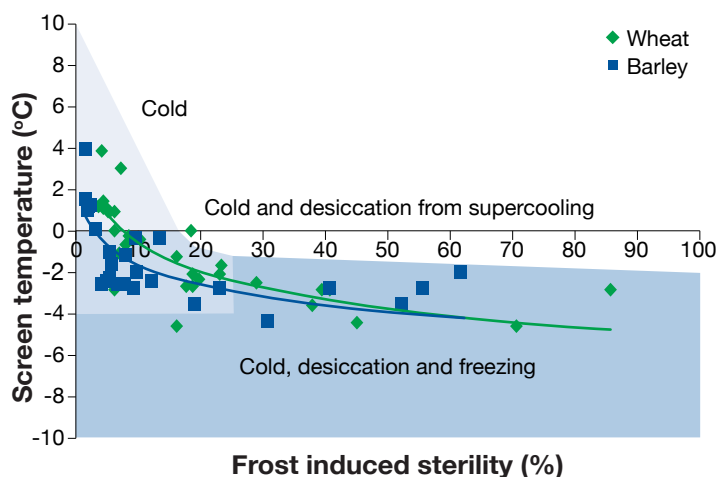 10
8
6
4
2
0
-2
-4
-6
-8
-10
Screen temperature (°C)
Wheat
Barley
Cold
Cold and desiccation from supercooling
0 10 20 30 40 50 60 70 80 90 100
Cold, desiccation and freezing
Frost induced sterility (%)